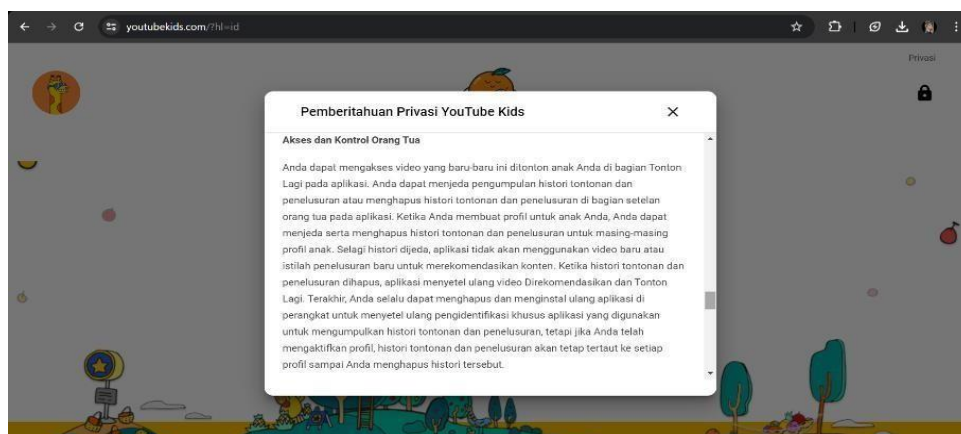 youtubekids.com/?hl=id
Privasi
Pemberitahuan Privasi YouTube Kids
Akses dan Kontrol Orang Tua
Anda dapat mengakses video yang baru-baru ini ditonton anak Anda di bagian Tonton
Lagi pada aplikasi. Anda dapat menjeda pengumpulan histori tontonan dan
penelusuran atau menghapus histori tontonan dan penelusuran di bagian setelan
orang tua pada aplikasi. Ketika Anda membuat profil untuk anak Anda, Anda dapat
menjeda serta menghapus histori tontonan dan penelusuran untuk masing-masing
profil anak. Selagi histori dijeda, aplikasi tidak akan menggunakan video baru atau
istilah penelusuran baru untuk merekomendasikan konten. Ketika histori tontonan dan
penelusuran dihapus, aplikasi menyetel ulang video Direkomendasikan dan Tonton
Lagi. Terakhir, Anda selalu dapat menghapus dan menginstal ulang aplikasi di
perangkat untuk menyetel ulang pengidentifikasi khusus aplikasi yang digunakan
untuk mengumpulkan histori tontonan dan penelusuran, tetapi jika Anda telah
mengaktifkan profil, histori tontonan dan penelusuran akan tetap tertaut ke setiap
profil sampai Anda menghapus histori tersebut.